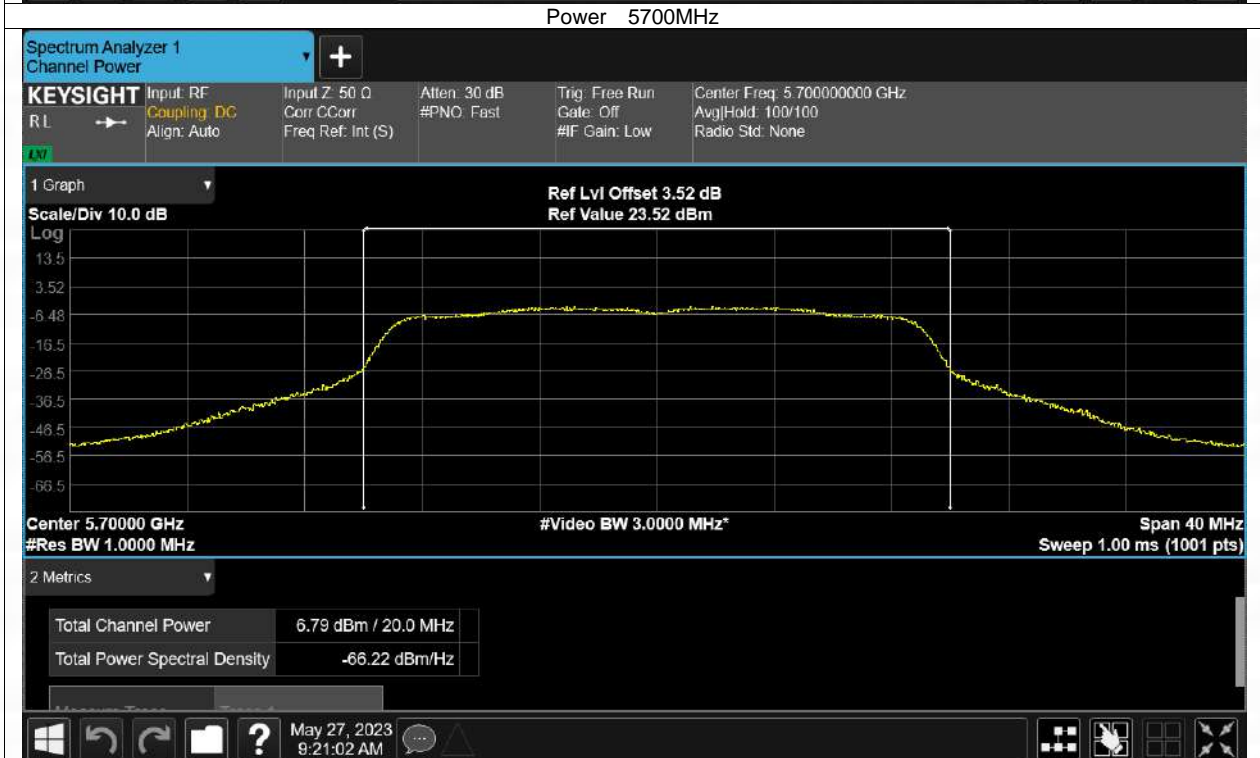 Power 5700MHz
Spectrum Analyzer 1
Channel Power
+
KEYSIGHT
RL
LXI
Input: RF
Coupling: DC
Align: Auto
Input Z: 50 Ω
Corr CCorr
Freq Ref: Int (S)
Atten: 30 dB
#PNO: Fast
Trig: Free Run
Gate: Off
#IF Gain: Low
Center Freq: 5.700000000 GHz
Avg|Hold: 100/100
Radio Std: None
1 Graph
Scale/Div 10.0 dB
Ref Lvl Offset 3.52 dB
Ref Value 23.52 dBm
Log
13.5
3.52
-6.48
-16.5
-26.5
-36.5
-46.5
-56.5
-66.5
Center 5.70000 GHz
#Video BW 3.0000 MHz*
Span 40 MHz
#Res BW 1.0000 MHz
Sweep 1.00 ms (1001 pts)
2 Metrics
Total Channel Power 6.79 dBm / 20.0 MHz
Total Power Spectral Density -66.22 dBm/Hz
?
May 27, 2023
9:21:02 AM